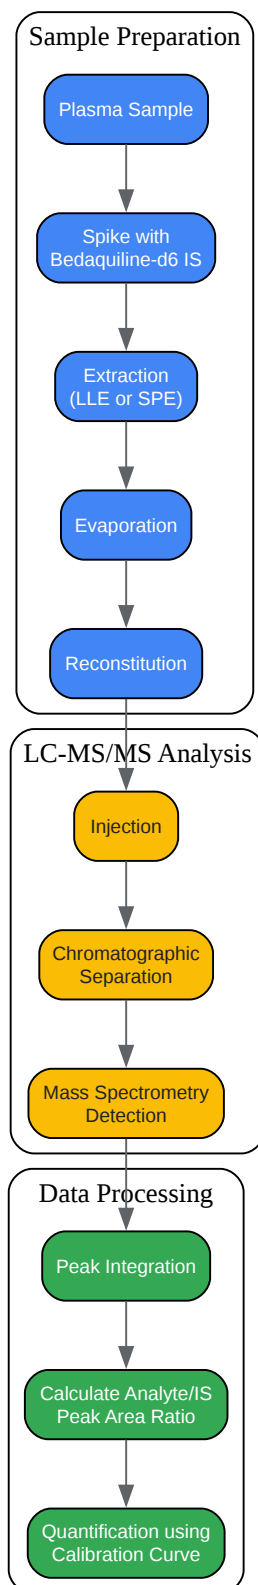 Sample Preparation
Plasma Sample
Spike with
Bedaquiline-d6 IS
Extraction
(LLE or SPE)
Evaporation
Reconstitution
LC-MS/MS Analysis
Injection
Chromatographic
Separation
Mass Spectrometry
Detection
Data Processing
Peak Integration
Calculate Analyte/IS
Peak Area Ratio
Quantification using
Calibration Curve